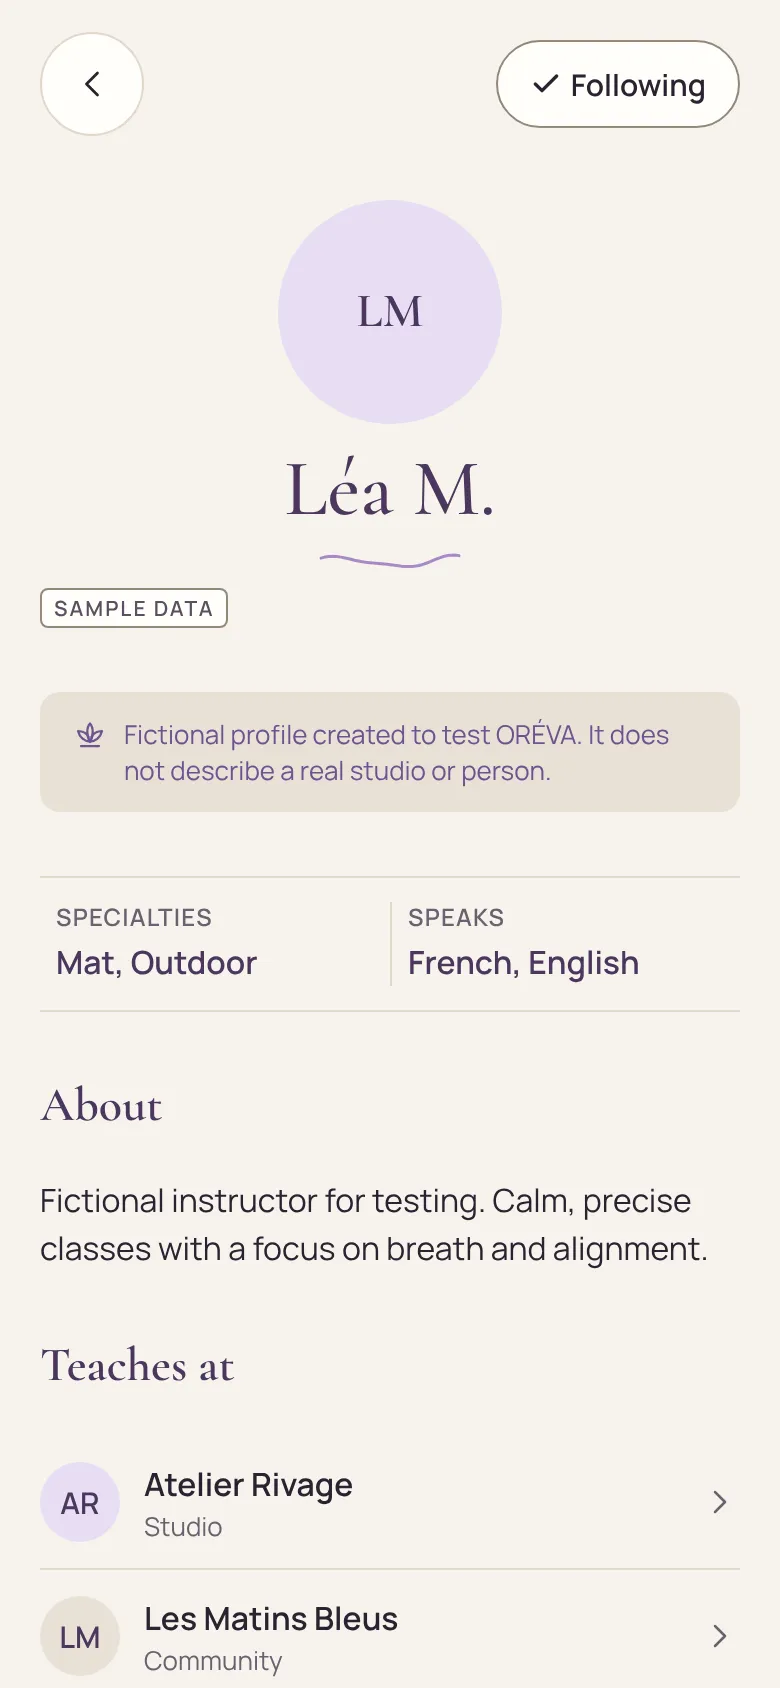 Following
LM
Léa M.
SAMPLE DATA
Fictional profile created to test ORÉVA. It does
not describe a real studio or person.
SPECIALTIES
Mat, Outdoor
SPEAKS
French, English
About
Fictional instructor for testing. Calm, precise
classes with a focus on breath and alignment.
Teaches at
AR
Atelier Rivage
Studio
LM
Les Matins Bleus
Community